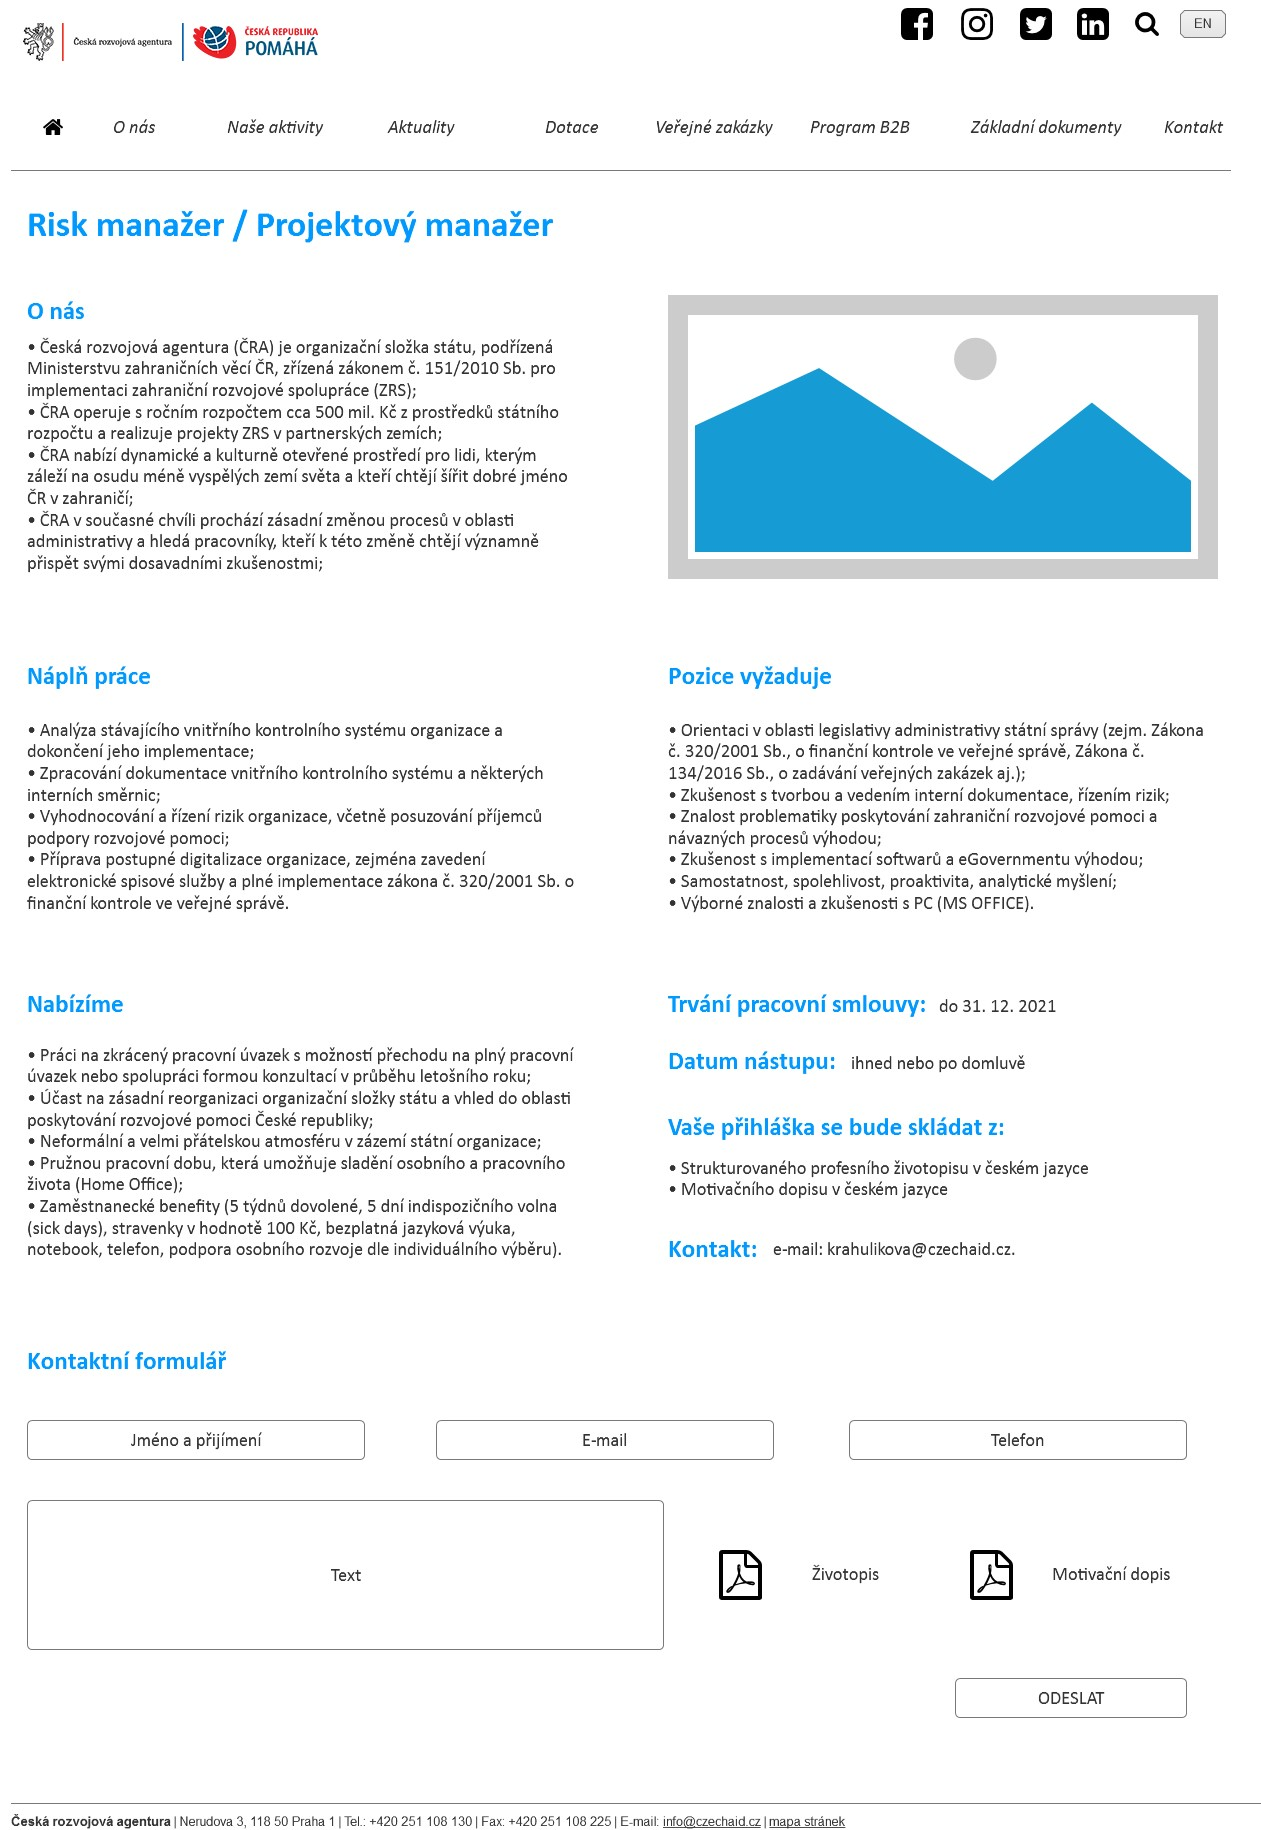 Česká rozvojová agentura
ČESKÁ REPUBLIKA
POMÁHÁ
EN
O nás
Naše aktivity
Aktuality
Dotace
Veřejné zakázky
Program B2B
Základní dokumenty
Kontakt
Risk manažer / Projektový manažer
O nás
• Česká rozvojová agentura (ČRA) je organizační složka státu, podřízená
Ministerstvu zahraničních věcí ČR, zřízená zákonem č. 151/2010 Sb. pro
implementaci zahraniční rozvojové spolupráce (ZRS);
• ČRA operuje s ročním rozpočtem cca 500 mil. Kč z prostředků státního
rozpočtu a realizuje projekty ZRS v partnerských zemích;
• ČRA nabízí dynamické a kulturně otevřené prostředí pro lidi, kterým
záleží na osudu méně vyspělých zemí světa a kteří chtějí šířit dobré jméno
ČR v zahraničí;
• ČRA v současné chvíli prochází zásadní změnou procesů v oblasti
administrativy a hledá pracovníky, kteří k této změně chtějí významně
přispět svými dosavadními zkušenostmi;
Náplň práce
• Analýza stávajícího vnitřního kontrolního systému organizace a
dokončení jeho implementace;
• Zpracování dokumentace vnitřního kontrolního systému a některých
interních směrnic;
• Vyhodnocování a řízení rizik organizace, včetně posuzování příjemců
podpory rozvojové pomoci;
• Příprava postupné digitalizace organizace, zejména zavedení
elektronické spisové služby a plné implementace zákona č. 320/2001 Sb. o
finanční kontrole ve veřejné správě.
Pozice vyžaduje
• Orientaci v oblasti legislativy administrativy státní správy (zejm. Zákona
č. 320/2001 Sb., o finanční kontrole ve veřejné správě, Zákona č.
134/2016 Sb., o zadávání veřejných zakázek aj.);
• Zkušenost s tvorbou a vedením interní dokumentace, řízením rizik;
• Znalost problematiky poskytování zahraniční rozvojové pomoci a
návazných procesů výhodou;
• Zkušenost s implementací softwarů a eGovernmentu výhodou;
• Samostatnost, spolehlivost, proaktivita, analytické myšlení;
• Výborné znalosti a zkušenosti s PC (MS OFFICE).
Nabízíme
• Práci na zkrácený pracovní úvazek s možností přechodu na plný pracovní
úvazek nebo spolupráci formou konzultací v průběhu letošního roku;
• Účast na zásadní reorganizaci organizační složky státu a vhled do oblasti
poskytování rozvojové pomoci České republiky;
• Neformální a velmi přátelskou atmosféru v zázemí státní organizace;
• Pružnou pracovní dobu, která umožňuje sladění osobního a pracovního
života (Home Office);
• Zaměstnanecké benefity (5 týdnů dovolené, 5 dní indispozičního volna
(sick days), stravenky v hodnotě 100 Kč, bezplatná jazyková výuka,
notebook, telefon, podpora osobního rozvoje dle individuálního výběru).
Trvání pracovní smlouvy: do 31. 12. 2021
Datum nástupu: ihned nebo po domluvě
Vaše přihláška se bude skládat z:
• Strukturovaného profesního životopisu v českém jazyce
• Motivačního dopisu v českém jazyce
Kontakt: e-mail: krahulikova@czechaid.cz.
Kontaktní formulář
Jméno a přijímení
E-mail
Telefon
Text
Životopis
Motivační dopis
ODESLAT
Česká rozvojová agentura | Nerudova 3, 118 50 Praha 1 | Tel.: +420 251 108 130 | Fax: +420 251 108 225 | E-mail: info@czechaid.cz | mapa stránek